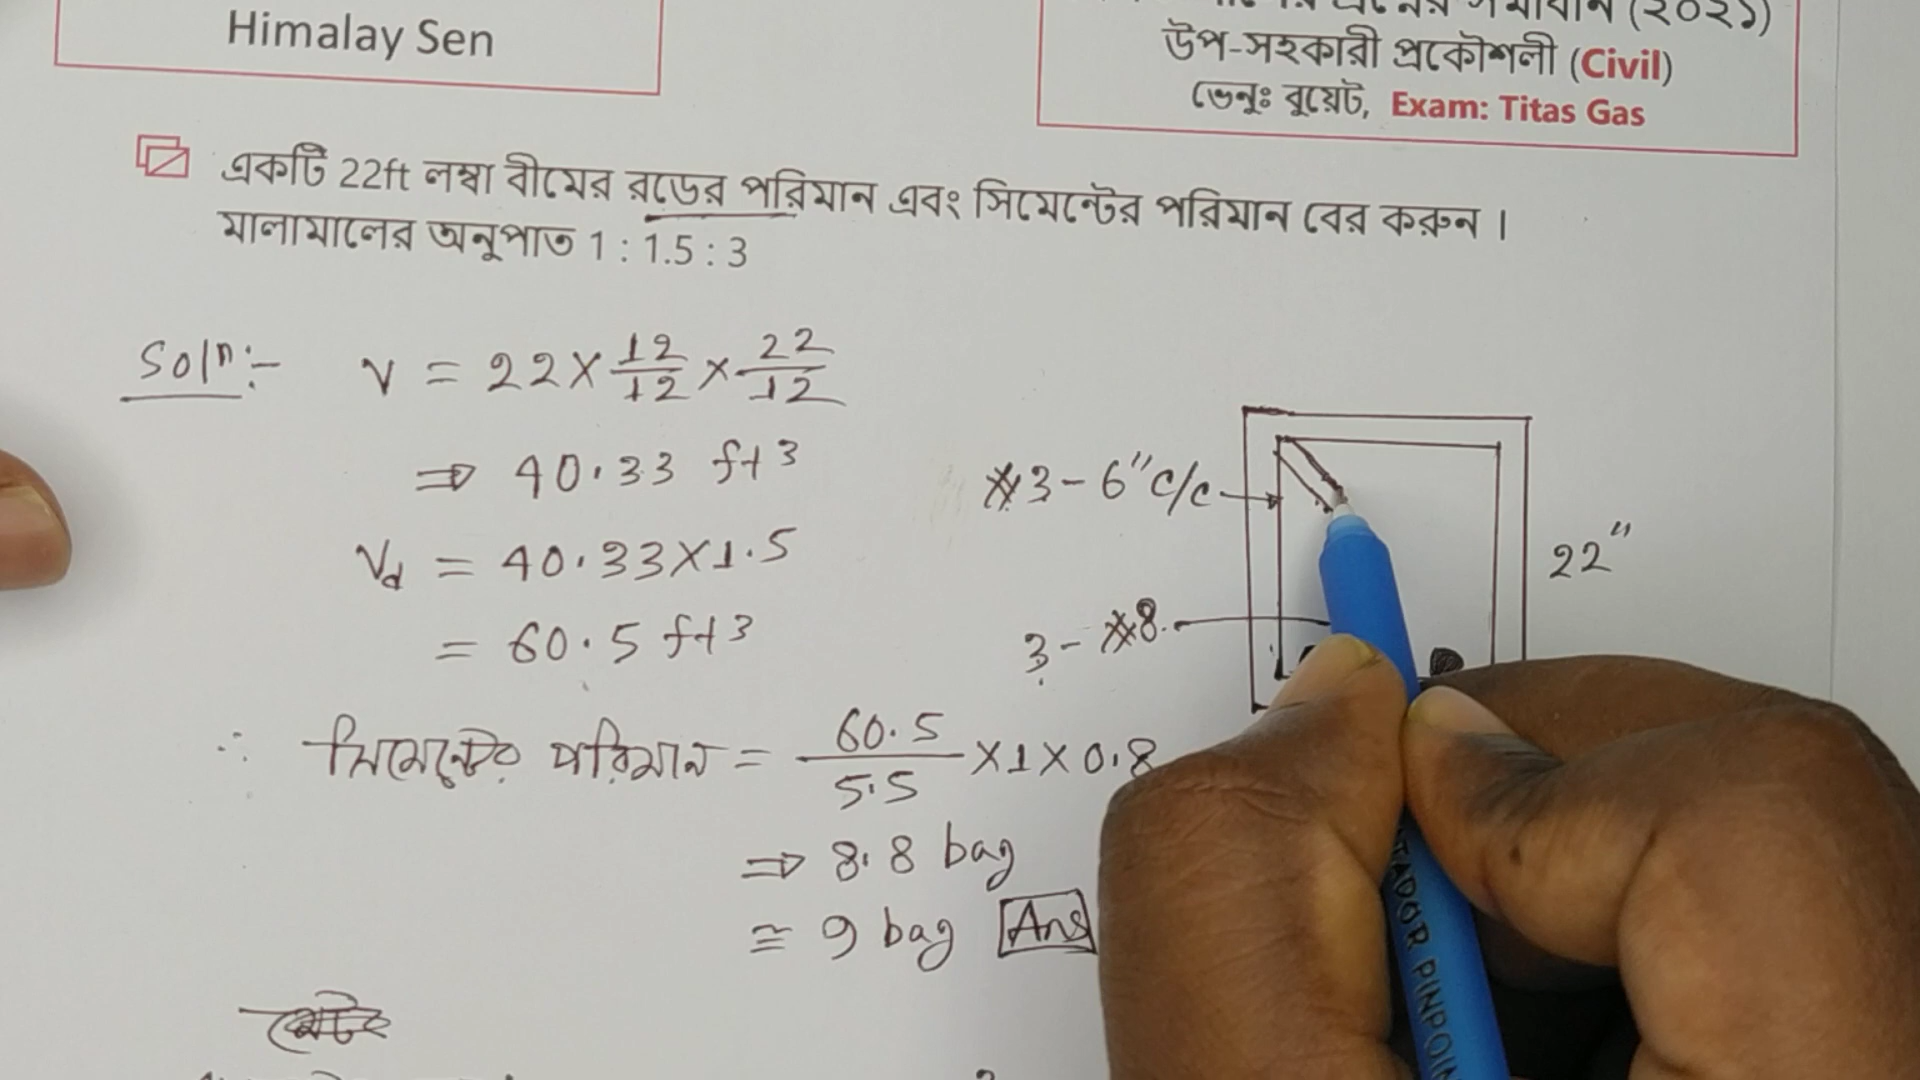 Himalay Sen
(২০২১)
উপ-সহকারী প্রকৌশলী (Civil)
ভেনুঃ বুয়েট, Exam: Titas Gas
একটি 22ft লম্বা বীমের রডের পরিমান এবং সিমেন্টের পরিমান বের করুন ।
মালামালের অনুপাত 1 : 1.5 : 3
Solⁿ:- V = 22 × 12/12 × 22/12
⇒ 40.33 ft3
Vd = 40.33 × 1.5
= 60.5 ft3
∴ সিমেন্টের পরিমান = 60.5/5.5 × 1 × 0.8
⇒ 8.8 bag
≅ 9 bag Ans
#3 - 6" c/c
22"
3 - #8
MATADOR PINPOIN